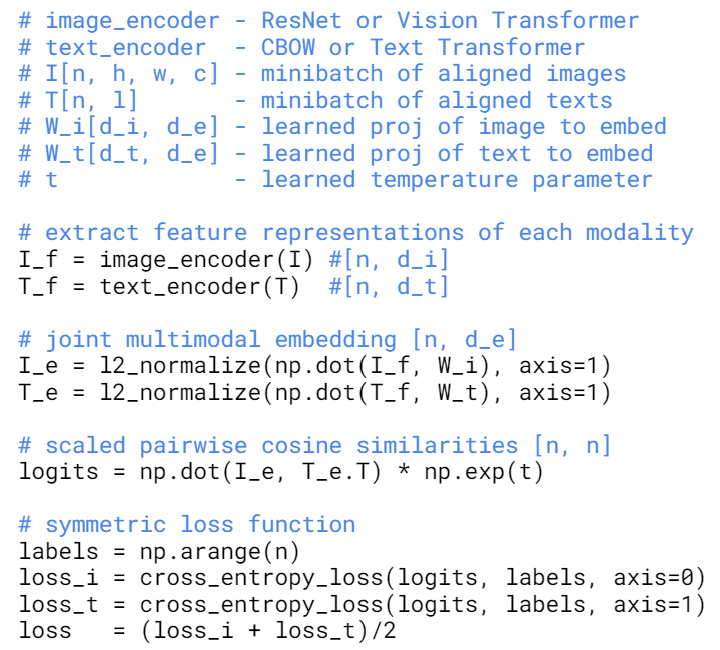 # image_encoder - ResNet or Vision Transformer
# text_encoder  - CBOW or Text Transformer
# I[n, h, w, c] - minibatch of aligned images
# T[n, l]       - minibatch of aligned texts
# W_i[d_i, d_e] - learned proj of image to embed
# W_t[d_t, d_e] - learned proj of text to embed
# t             - learned temperature parameter

# extract feature representations of each modality
I_f = image_encoder(I) #[n, d_i]
T_f = text_encoder(T)  #[n, d_t]

# joint multimodal embedding [n, d_e]
I_e = l2_normalize(np.dot(I_f, W_i), axis=1)
T_e = l2_normalize(np.dot(T_f, W_t), axis=1)

# scaled pairwise cosine similarities [n, n]
logits = np.dot(I_e, T_e.T) * np.exp(t)

# symmetric loss function
labels = np.arange(n)
loss_i = cross_entropy_loss(logits, labels, axis=0)
loss_t = cross_entropy_loss(logits, labels, axis=1)
loss   = (loss_i + loss_t)/2